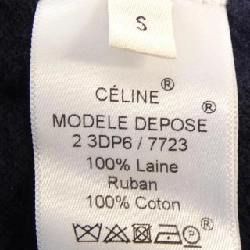 S
CÉLINE®
MODELE DEPOSE®
2 3DP6 / 7723
100% Laine
Ruban
100% Coton